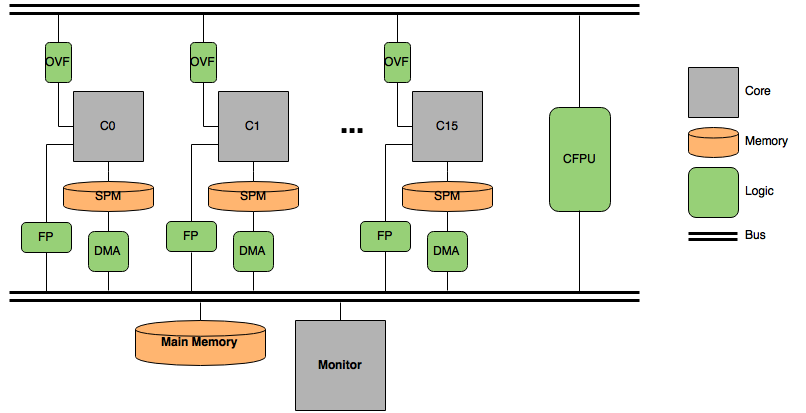 OVF
OVF
OVF
C0
C1
...
C15
CFPU
SPM
SPM
SPM
FP
DMA
FP
DMA
FP
DMA
Main Memory
Monitor
Core
Memory
Logic
Bus